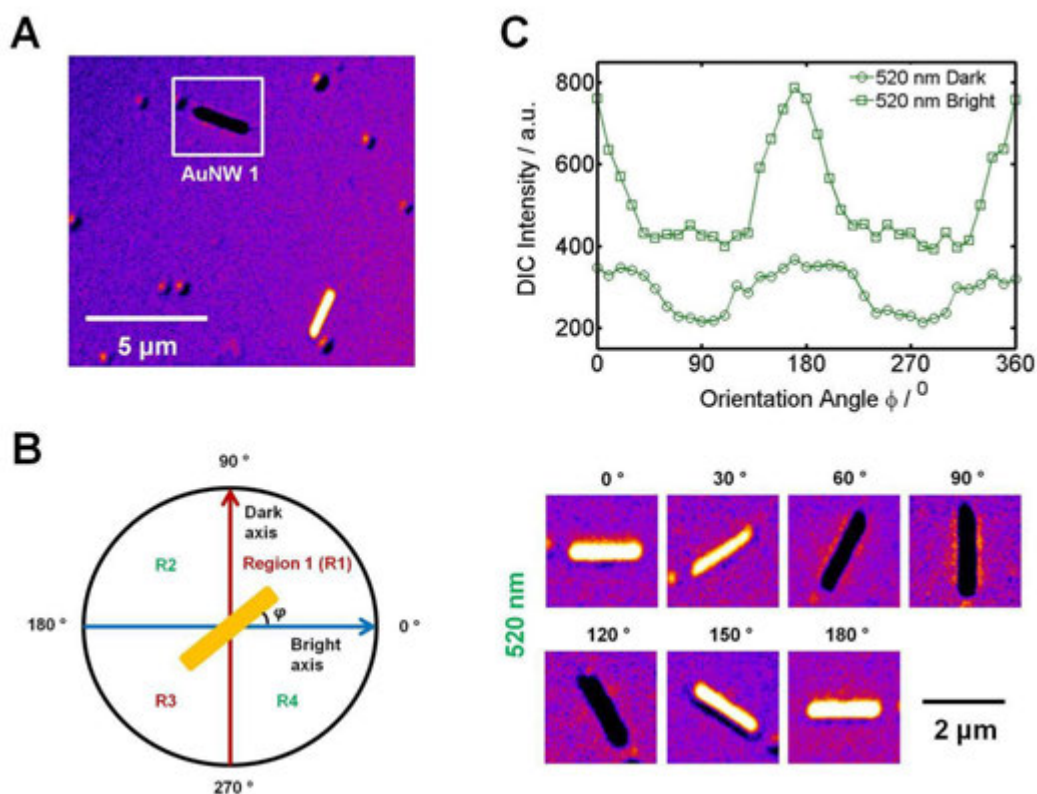 A
AuNW 1
5 μm
B
90 °
Dark
axis
R2
Region 1 (R1)
φ
180 °
0 °
Bright
axis
R3
R4
270 °
C
800
600
400
200
DIC Intensity / a.u.
520 nm Dark
520 nm Bright
0
90
180
270
360
Orientation Angle ϕ / 0
520 nm
0 °
30 °
60 °
90 °
120 °
150 °
180 °
2 μm